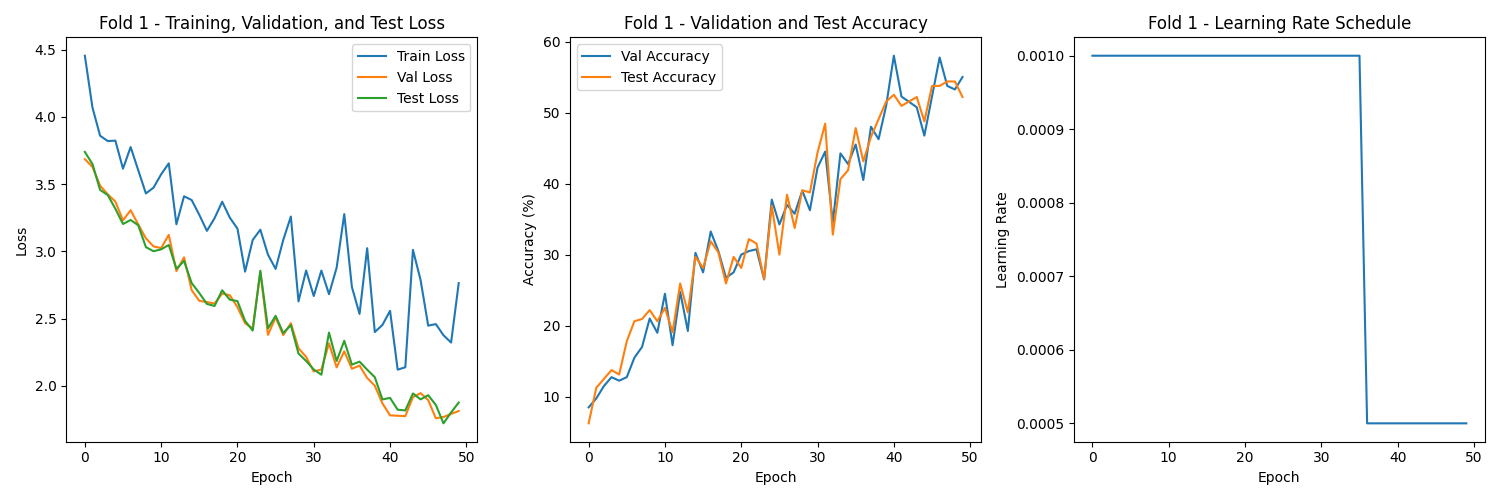 Fold 1 - Training, Validation, and Test Loss
4.5
4.0
3.5
3.0
2.5
2.0
Loss
0 10 20 30 40 50
Epoch
Train Loss
Val Loss
Test Loss
Fold 1 - Validation and Test Accuracy
60
50
40
30
20
10
Accuracy (%)
0 10 20 30 40 50
Epoch
Val Accuracy
Test Accuracy
Fold 1 - Learning Rate Schedule
0.0010
0.0009
0.0008
0.0007
0.0006
0.0005
Learning Rate
0 10 20 30 40 50
Epoch